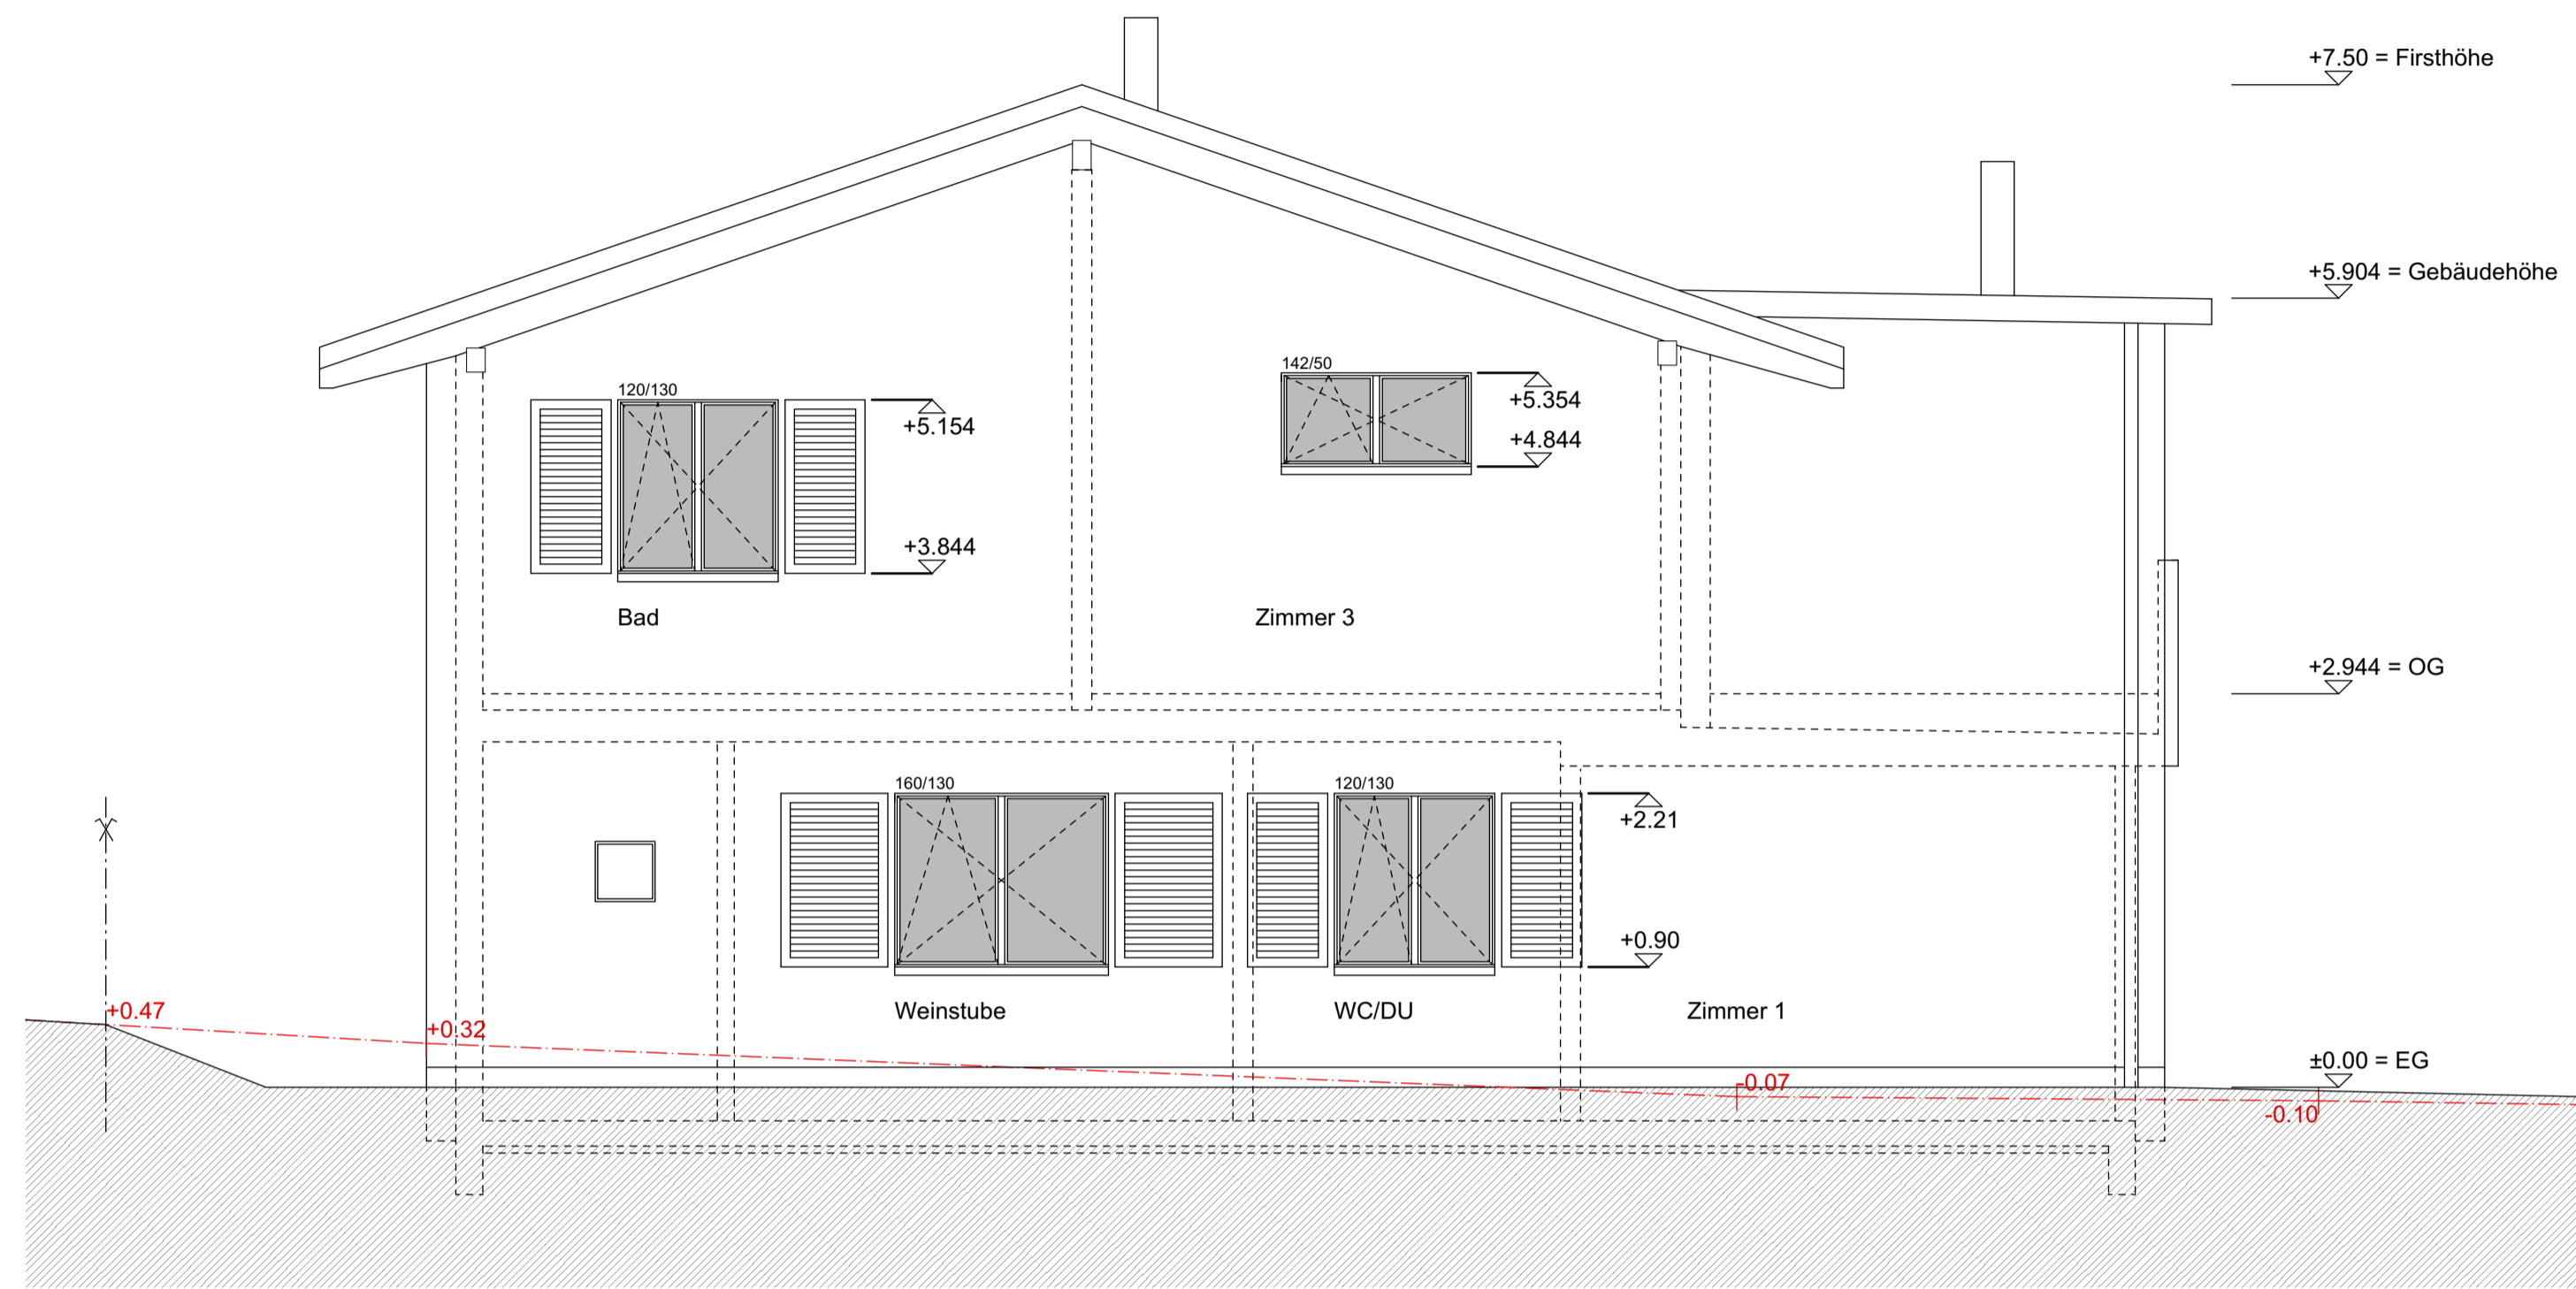 +7.50 = Firsthöhe
+5.904 = Gebäudehöhe
142/50
120/130
+5.354
+5.154
+4.844
+3.844
Bad
Zimmer 3
+2.944 = OG
160/130
120/130
+2.21
+0.90
+0.47
Weinstube
WC/DU
Zimmer 1
+0.32
±0.00 = EG
-0.07
-0.10